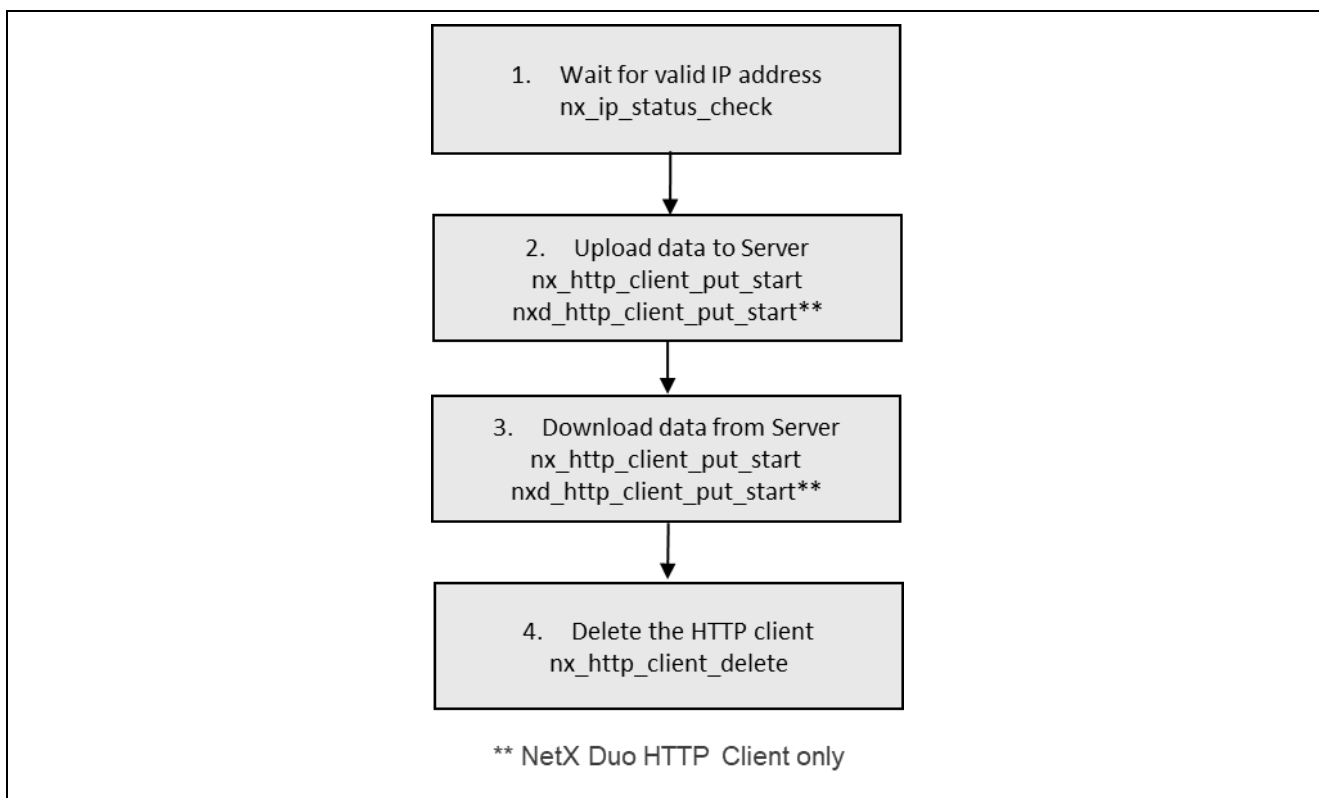 1. Wait for valid IP address
nx_ip_status_check
2. Upload data to Server
nx_http_client_put_start
nxd_http_client_put_start**
3. Download data from Server
nx_http_client_put_start
nxd_http_client_put_start**
4. Delete the HTTP client
nx_http_client_delete
** NetX Duo HTTP Client only